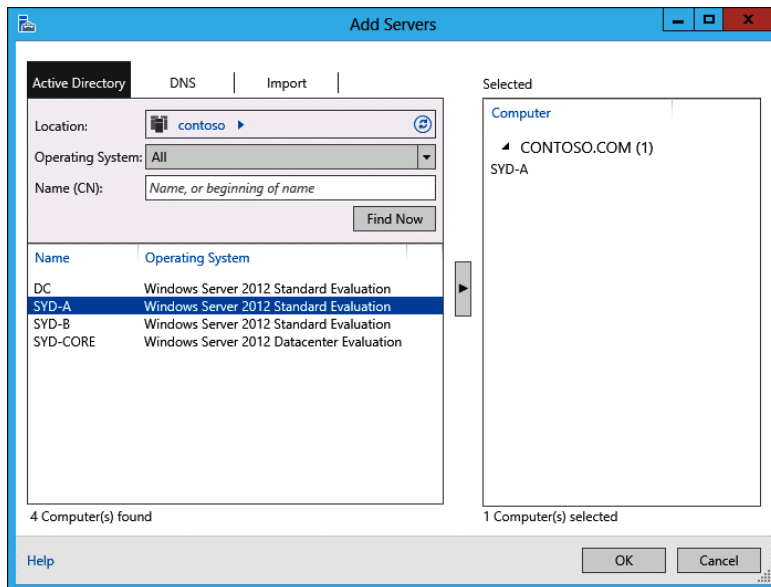 Add Servers
Active Directory
DNS
Import
Location:
contoso
Operating System:
All
Name (CN):
Name, or beginning of name
Find Now
Name Operating System
DC Windows Server 2012 Standard Evaluation
SYD-A Windows Server 2012 Standard Evaluation
SYD-B Windows Server 2012 Standard Evaluation
SYD-CORE Windows Server 2012 Datacenter Evaluation
4 Computer(s) found
Selected
Computer
CONTOSO.COM (1)
SYD-A
1 Computer(s) selected
Help
OK
Cancel